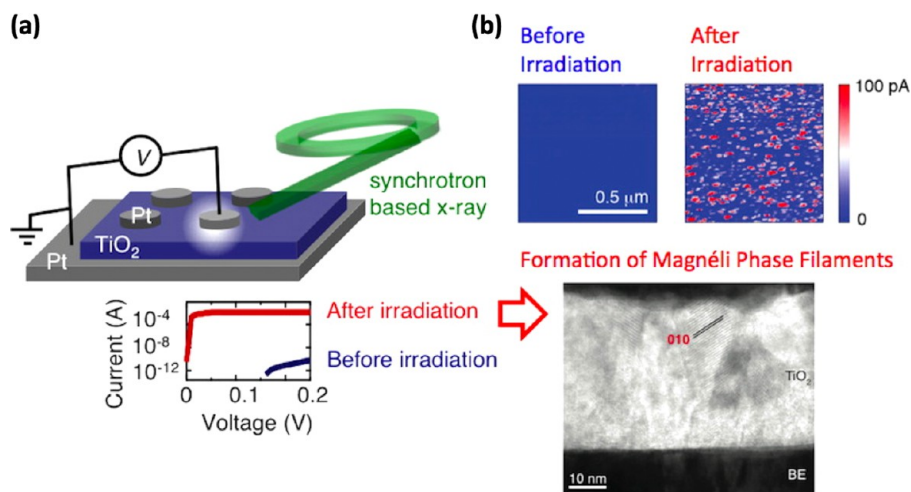 (a)
V
Pt
TiO2
Pt
synchrotron
based x-ray
Current (A)
10-4
10-8
10-12
0
0.1
0.2
Voltage (V)
After irradiation
Before irradiation
(b)
Before
Irradiation
After
Irradiation
0.5 μm
100 pA
0
Formation of Magnéli Phase Filaments
010
TiO2
10 nm
BE